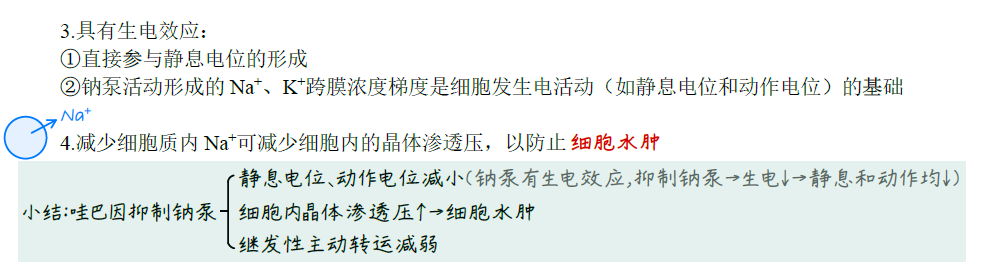 3.具有生电效应：
①直接参与静息电位的形成
②钠泵活动形成的 Na⁺、K⁺跨膜浓度梯度是细胞发生电活动（如静息电位和动作电位）的基础
Na⁺
4.减少细胞质内 Na⁺可减少细胞内的晶体渗透压，以防止 细胞水肿
静息电位、动作电位减小(钠泵有生电效应,抑制钠泵→生电↓→静息和动作均↓)
小结:哇巴因抑制钠泵 细胞内晶体渗透压↑→细胞水肿
继发性主动转运减弱